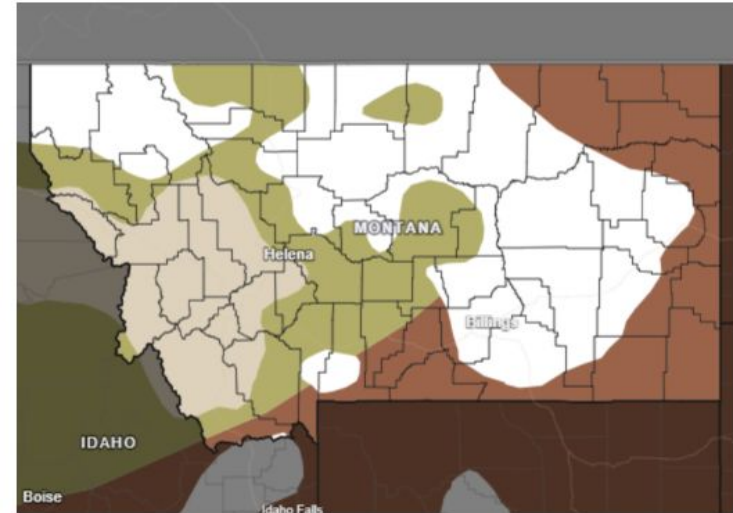 MONTANA
Helena
Billings
IDAHO
Boise
Idaho Falls